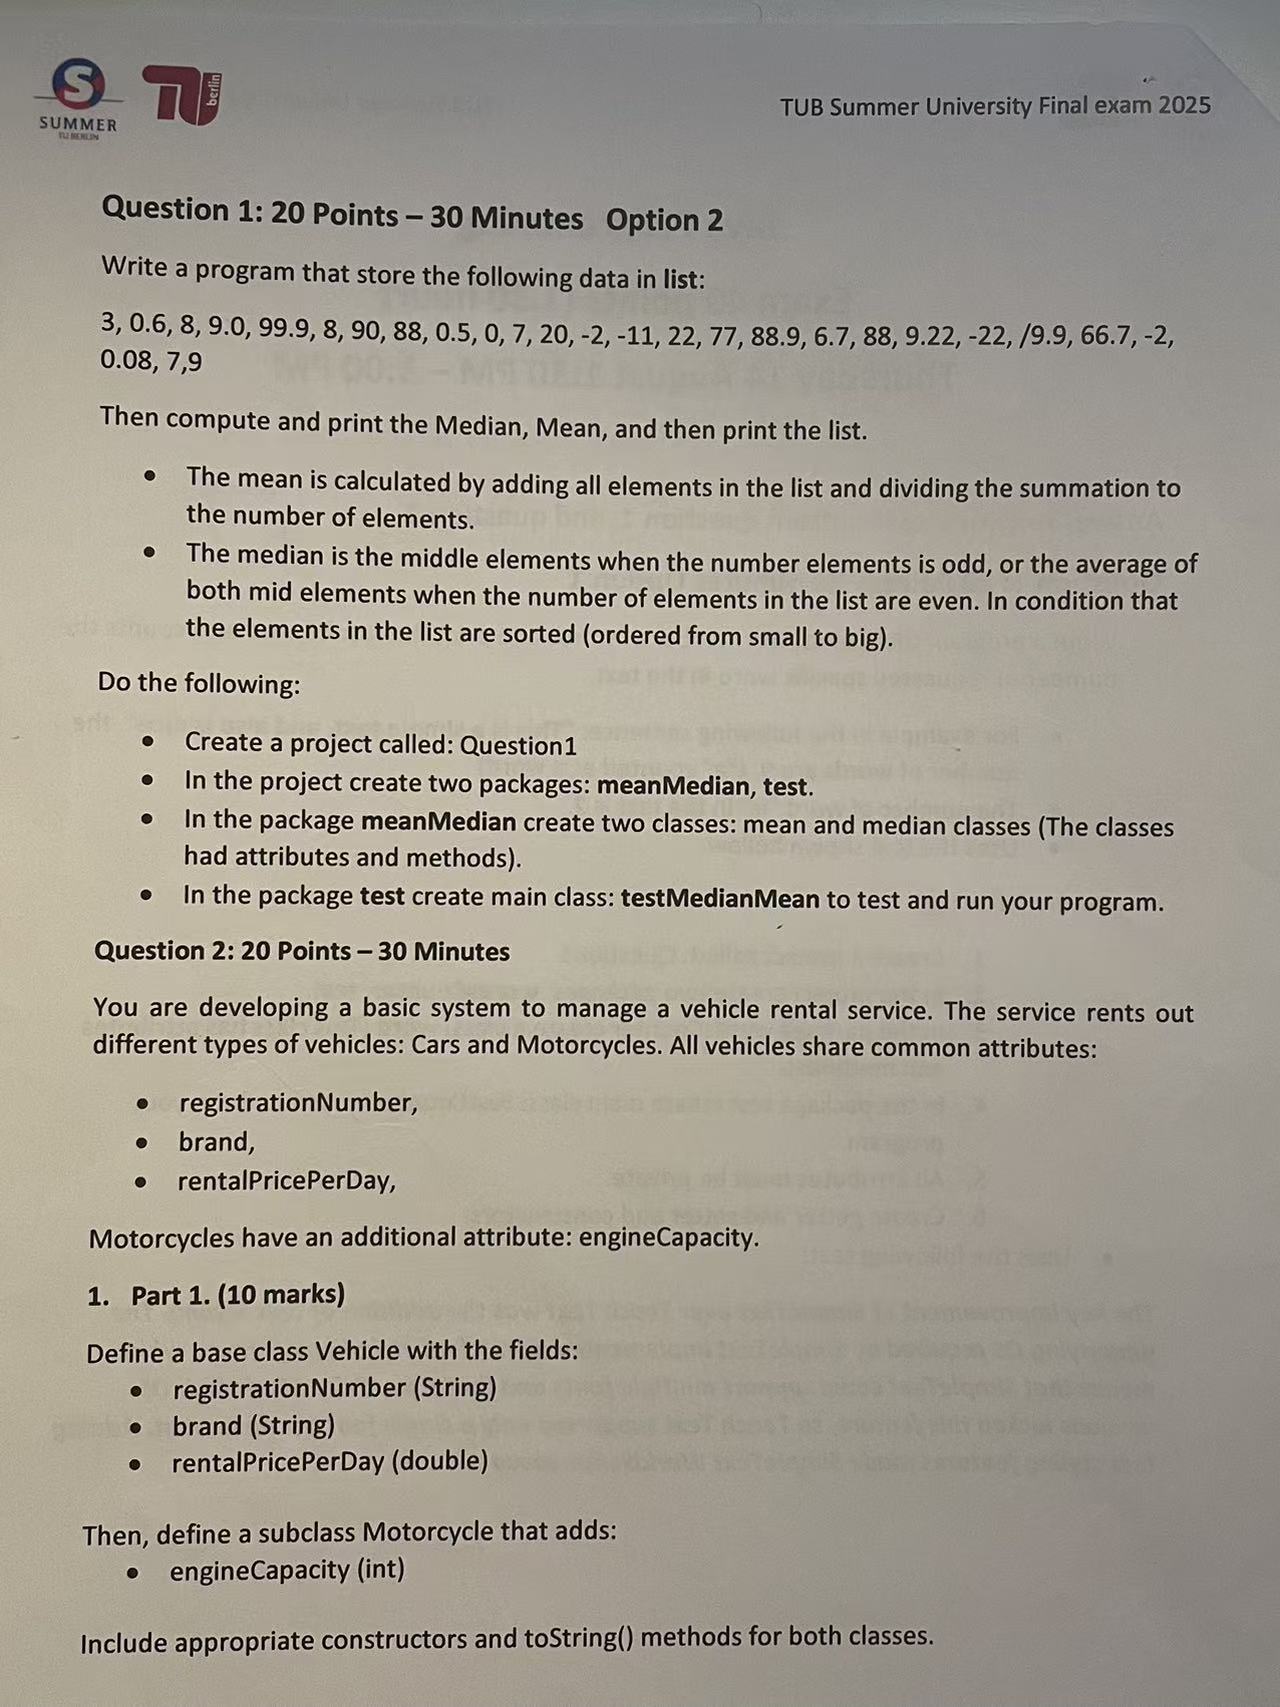 S
SUMMER
TU BERLIN
berlin
TUB Summer University Final exam 2025
Question 1: 20 Points – 30 Minutes Option 2
Write a program that store the following data in list:
3, 0.6, 8, 9.0, 99.9, 8, 90, 88, 0.5, 0, 7, 20, -2, -11, 22, 77, 88.9, 6.7, 88, 9.22, -22, /9.9, 66.7, -2,
0.08, 7,9
Then compute and print the Median, Mean, and then print the list.
• The mean is calculated by adding all elements in the list and dividing the summation to
the number of elements.
• The median is the middle elements when the number elements is odd, or the average of
both mid elements when the number of elements in the list are even. In condition that
the elements in the list are sorted (ordered from small to big).
Do the following:
• Create a project called: Question1
• In the project create two packages: meanMedian, test.
• In the package meanMedian create two classes: mean and median classes (The classes
had attributes and methods).
• In the package test create main class: testMedianMean to test and run your program.
Question 2: 20 Points – 30 Minutes
You are developing a basic system to manage a vehicle rental service. The service rents out
different types of vehicles: Cars and Motorcycles. All vehicles share common attributes:
• registrationNumber,
• brand,
• rentalPricePerDay,
Motorcycles have an additional attribute: engineCapacity.
1. Part 1. (10 marks)
Define a base class Vehicle with the fields:
• registrationNumber (String)
• brand (String)
• rentalPricePerDay (double)
Then, define a subclass Motorcycle that adds:
• engineCapacity (int)
Include appropriate constructors and toString() methods for both classes.